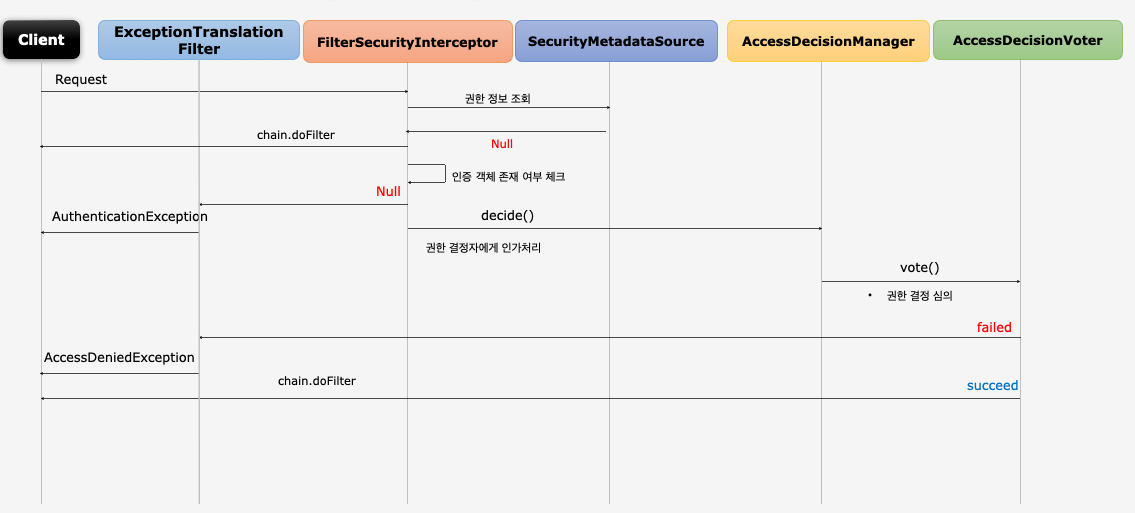 Client
ExceptionTranslation
Filter
FilterSecurityInterceptor
SecurityMetadataSource
AccessDecisionManager
AccessDecisionVoter
Request
권한 정보 조회
chain.doFilter
Null
인증 객체 존재 여부 체크
Null
AuthenticationException
decide()
권한 결정자에게 인가처리
vote()
• 권한 결정 심의
failed
AccessDeniedException
chain.doFilter
succeed